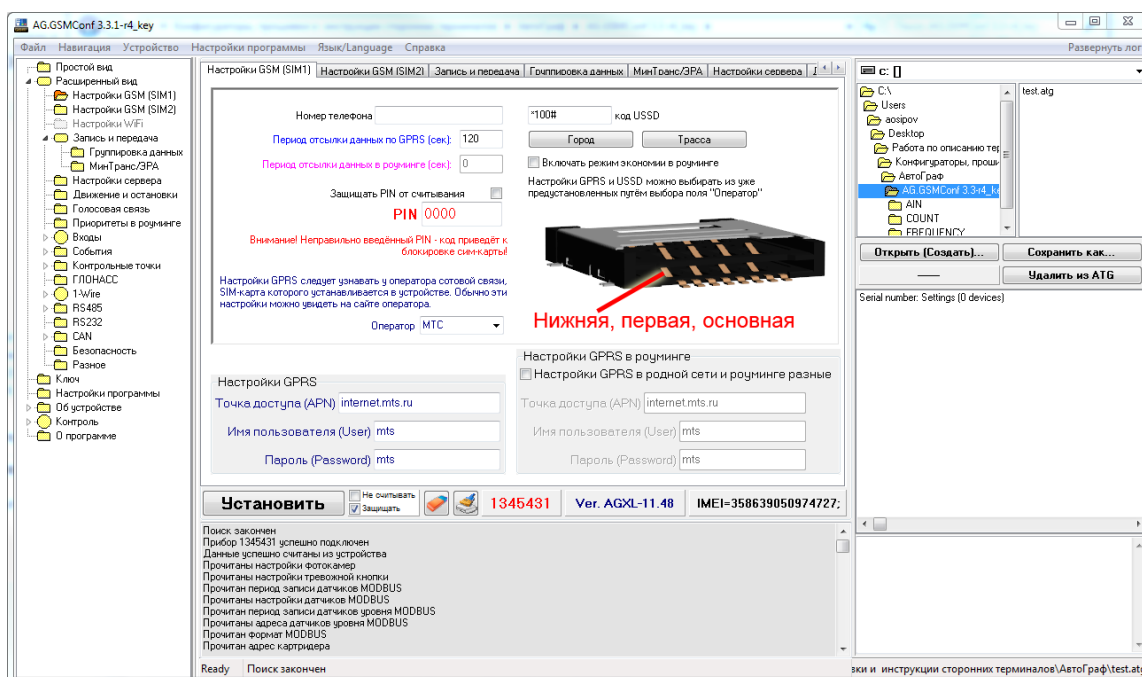 AG.GSMConf 3.3.1-r4_key
Файл Навигация Устройство Настройки программы Язык/Language Справка
Развернуть лог
Простой вид
Расширенный вид
Настройки GSM (SIM1)
Настройки GSM (SIM2)
Настройки WiFi
Запись и передача
Группировка данных
МинТранс/ЭРА
Настройки сервера
Движение и остановки
Голосовая связь
Приоритеты в роуминге
Входы
События
Контрольные точки
ГЛОНАСС
1-Wire
RS485
RS232
CAN
Безопасность
Разное
Ключ
Настройки программы
Об устройстве
Контроль
О программе
Настройки GSM (SIM1) Настройки GSM (SIM2) Запись и передача Группировка данных МинТранс/ЭРА Настройки сервера
Номер телефона
*100# код USSD
Период отсылки данных по GPRS (сек): 120
Город Трасса
Период отсылки данных в роуминге (сек): 0
Включать режим экономии в роуминге
Защищать PIN от считывания
Настройки GPRS и USSD можно выбирать из уже
предустановленных путём выбора поля "Оператор"
PIN 0000
Внимание! Неправильно введённый PIN - код приведёт к
блокировке сим-карты!
Настройки GPRS следует узнавать у оператора сотовой связи,
SIM-карта которого устанавливается в устройстве. Обычно эти
настройки можно увидеть на сайте оператора.
Оператор МТС
Нижняя, первая, основная
Настройки GPRS
Точка доступа (APN) internet.mts.ru
Имя пользователя (User) mts
Пароль (Password) mts
Настройки GPRS в роуминге
Настройки GPRS в родной сети и роуминге разные
Точка доступа (APN) internet.mts.ru
Имя пользователя (User) mts
Пароль (Password) mts
Установить
Не считывать
Защищать
1345431
Ver. AGXL-11.48
IMEI=358639050974727;
Поиск закончен
Прибор 1345431 успешно подключен
Данные успешно считаны из устройства
Прочитаны настройки фотокамер
Прочитаны настройки тревожной кнопки
Прочитан период записи датчиков MODBUS
Прочитаны настройки датчиков MODBUS
Прочитан период записи датчиков уровня MODBUS
Прочитаны адреса датчиков уровня MODBUS
Прочитан формат MODBUS
Прочитан адрес картридера
Ready Поиск закончен
c: []
C:\
Users
aosipov
Desktop
Работа по описанию тер
Конфигураторы, проши
АвтоГраф
AG.GSMConf 3.3-r4_ke
AIN
COUNT
FREQUENCY
test.atg
Открыть (Создать)... Сохранить как...
Удалить из ATG
Serial number: Settings (0 devices)
вки и инструкции сторонних терминалов\АвтоГраф\test.atg